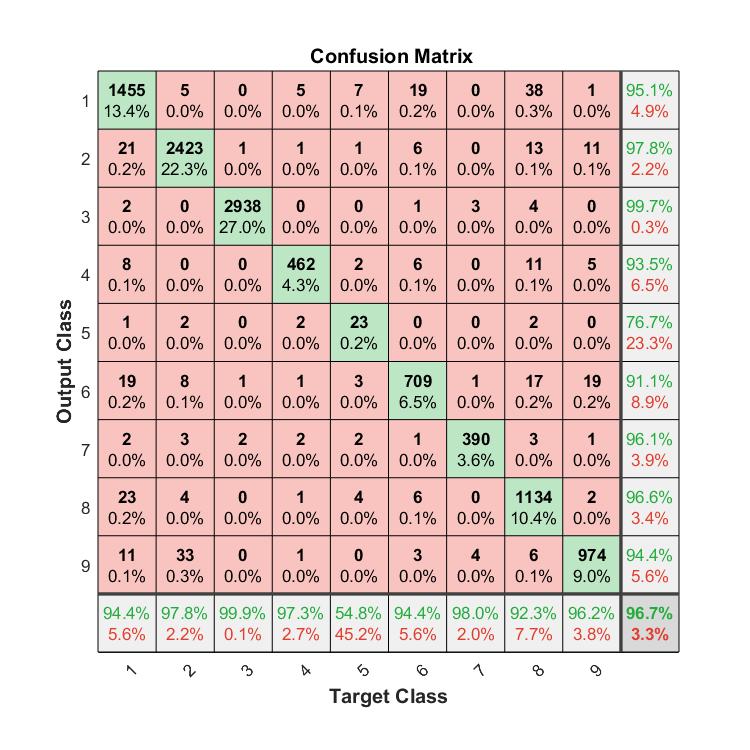 Confusion Matrix
1 1455 5 0 5 7 19 0 38 1 95.1%
13.4% 0.0% 0.0% 0.0% 0.1% 0.2% 0.0% 0.3% 0.0% 4.9%
2 21 2423 1 1 1 6 0 13 11 97.8%
0.2% 22.3% 0.0% 0.0% 0.0% 0.1% 0.0% 0.1% 0.1% 2.2%
3 2 0 2938 0 0 1 3 4 0 99.7%
0.0% 0.0% 27.0% 0.0% 0.0% 0.0% 0.0% 0.0% 0.0% 0.3%
4 8 0 0 462 2 6 0 11 5 93.5%
0.1% 0.0% 0.0% 4.3% 0.0% 0.1% 0.0% 0.1% 0.0% 6.5%
5 1 2 0 2 23 0 0 2 0 76.7%
0.0% 0.0% 0.0% 0.0% 0.2% 0.0% 0.0% 0.0% 0.0% 23.3%
6 19 8 1 1 3 709 1 17 19 91.1%
0.2% 0.1% 0.0% 0.0% 0.0% 6.5% 0.0% 0.2% 0.2% 8.9%
7 2 3 2 2 2 1 390 3 1 96.1%
0.0% 0.0% 0.0% 0.0% 0.0% 0.0% 3.6% 0.0% 0.0% 3.9%
8 23 4 0 1 4 6 0 1134 2 96.6%
0.2% 0.0% 0.0% 0.0% 0.0% 0.1% 0.0% 10.4% 0.0% 3.4%
9 11 33 0 1 0 3 4 6 974 94.4%
0.1% 0.3% 0.0% 0.0% 0.0% 0.0% 0.0% 0.1% 9.0% 5.6%
94.4% 97.8% 99.9% 97.3% 54.8% 94.4% 98.0% 92.3% 96.2% 96.7%
5.6% 2.2% 0.1% 2.7% 45.2% 5.6% 2.0% 7.7% 3.8% 3.3%
1 2 3 4 5 6 7 8 9
Target Class
Output Class